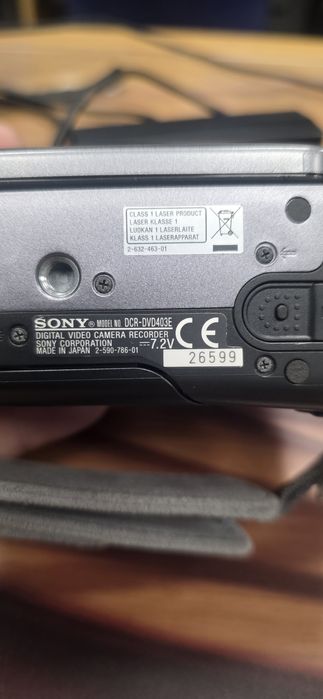 CLASS 1 LASER PRODUCT
LASER KLASSE 1
LUOKAN 1 LASERLAITE
KLASS 1 LASERAPPARAT
2-632-463-01
SONY® MODEL NO. DCR-DVD403E
DIGITAL VIDEO CAMERA RECORDER
SONY CORPORATION ⎓7.2V CE
MADE IN JAPAN 2-590-786-01
26599